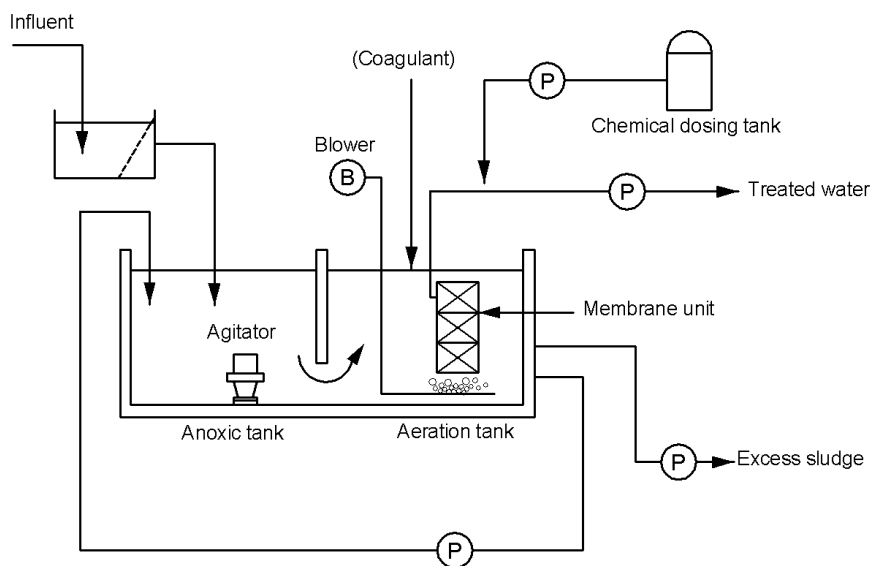 Influent
(Coagulant)
P
Chemical dosing tank
Blower
B
P
Treated water
Membrane unit
Agitator
Anoxic tank
Aeration tank
P
Excess sludge
P